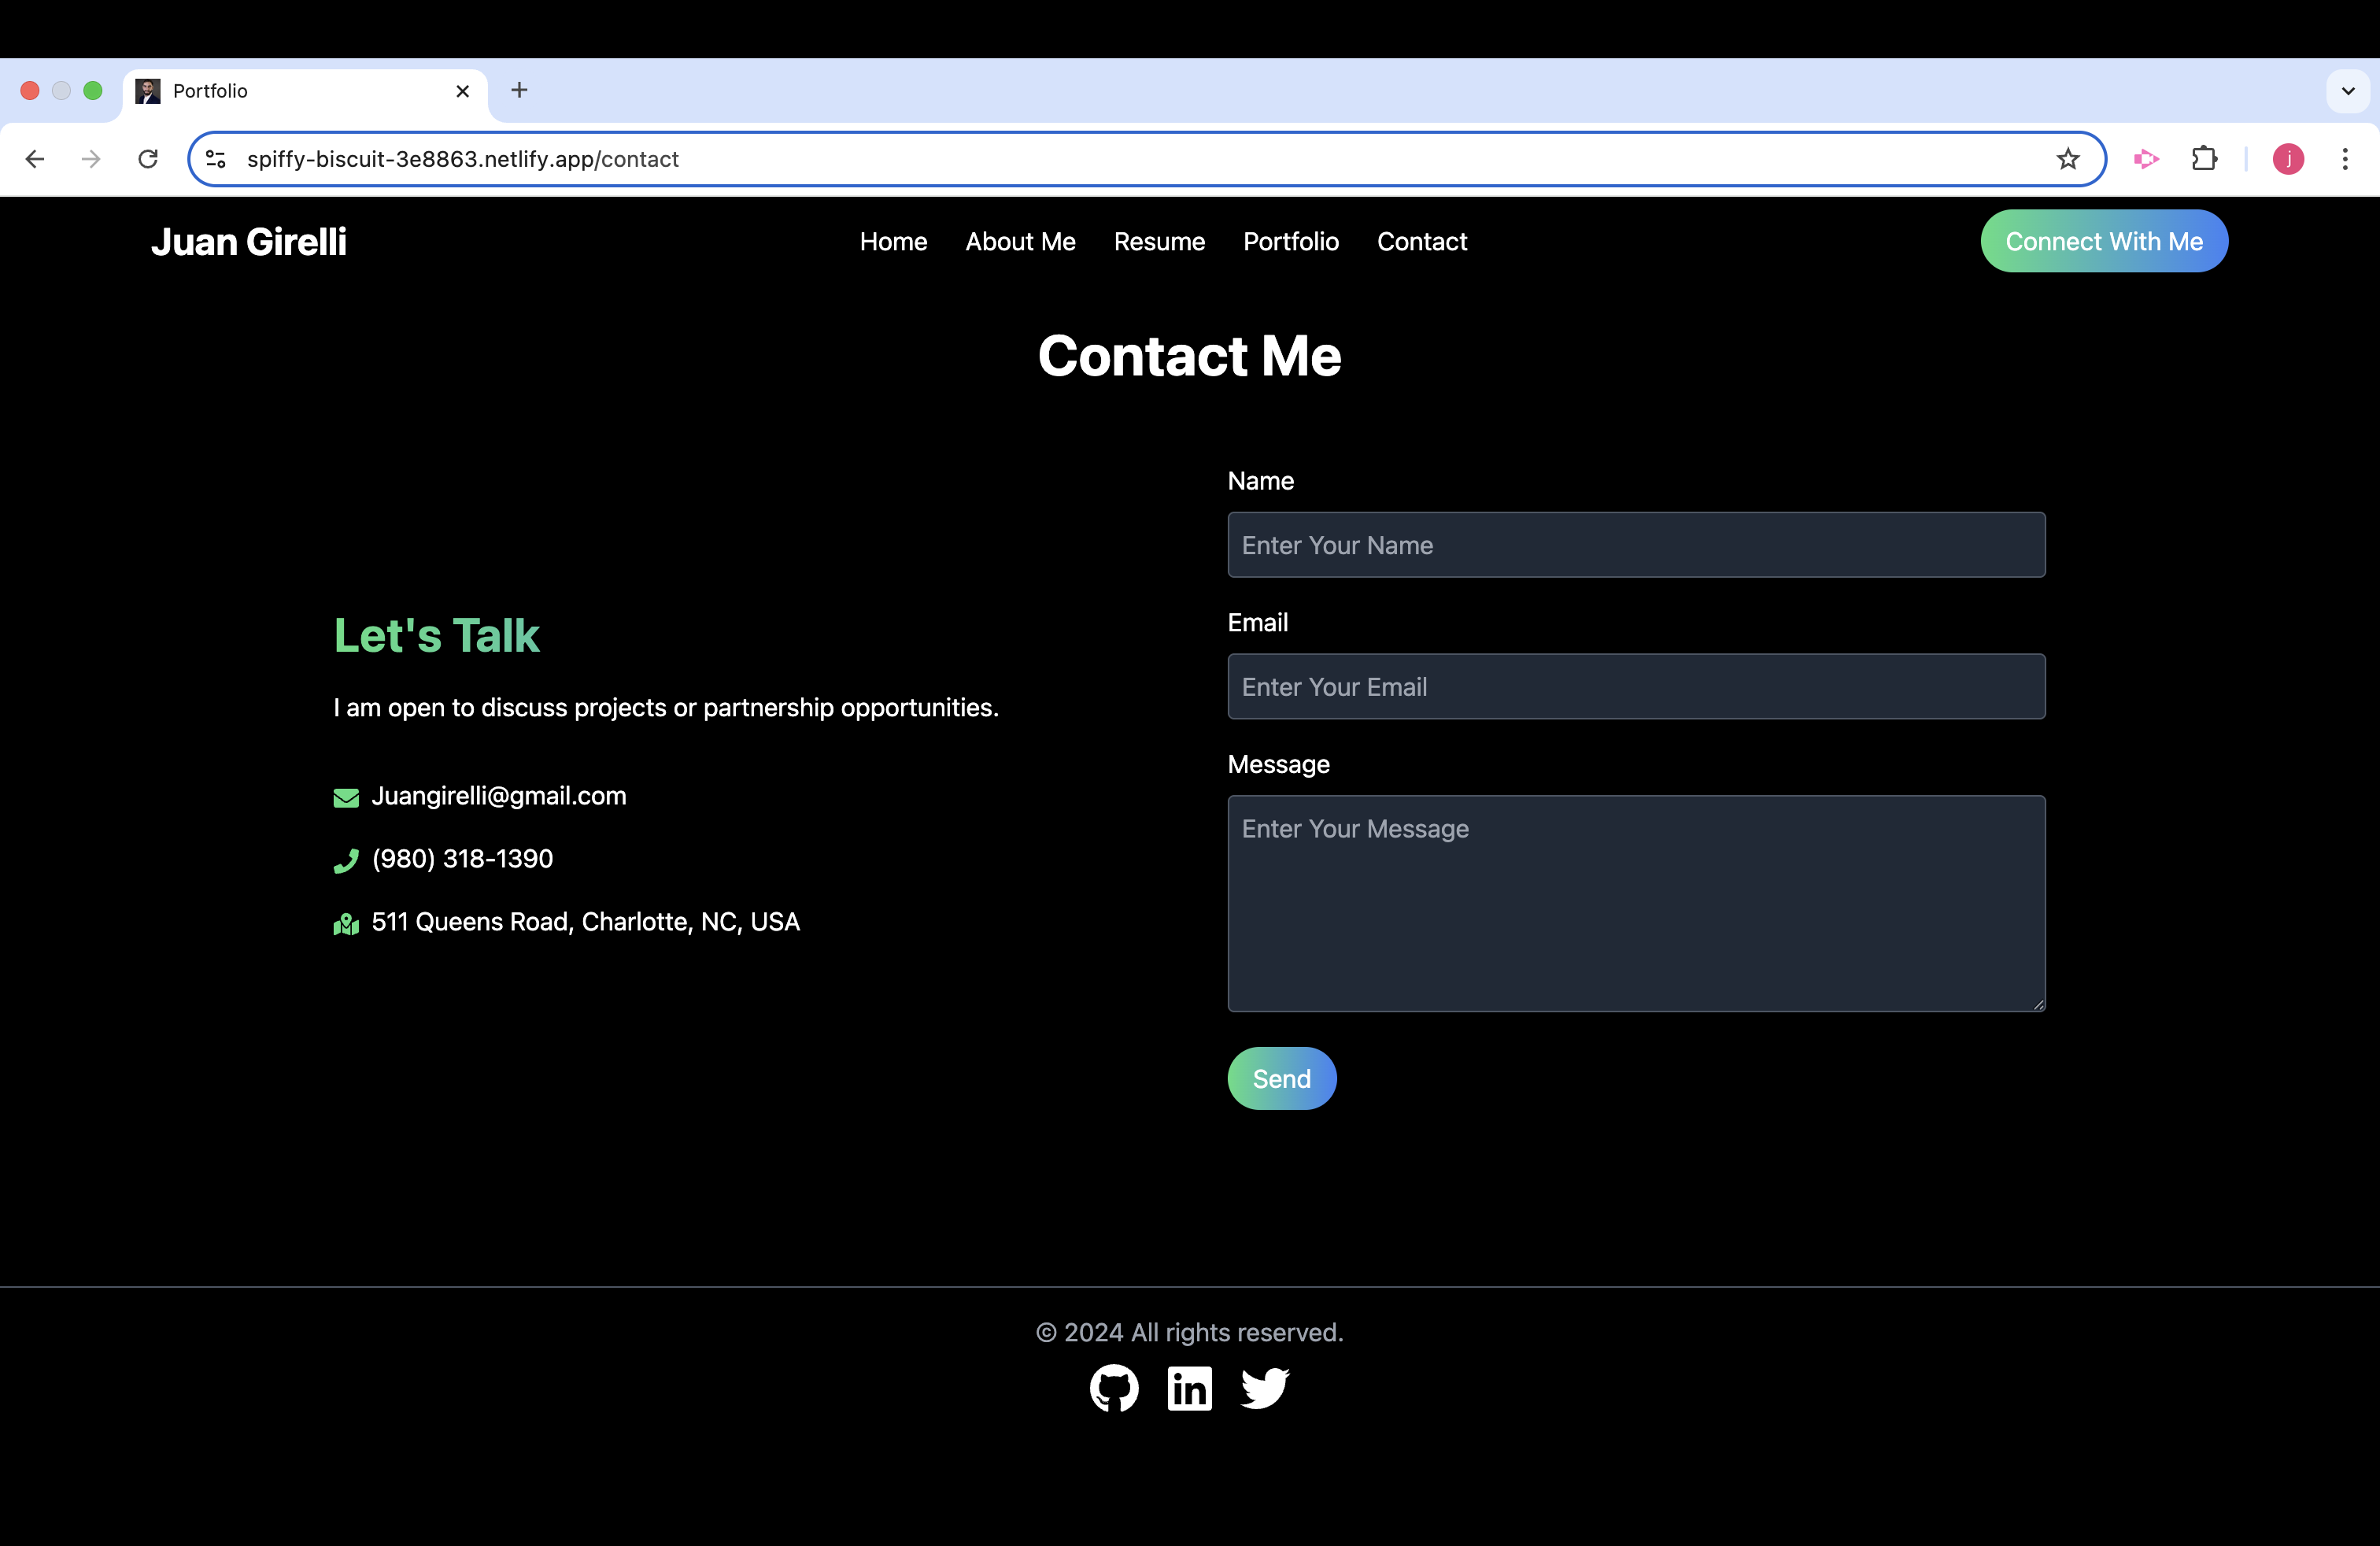 Portfolio
spiffy-biscuit-3e8863.netlify.app/contact
j
Juan Girelli
Home About Me Resume Portfolio Contact
Connect With Me
Contact Me
Let's Talk
I am open to discuss projects or partnership opportunities.
Juangirelli@gmail.com
(980) 318-1390
511 Queens Road, Charlotte, NC, USA
Name
Enter Your Name
Email
Enter Your Email
Message
Enter Your Message
Send
© 2024 All rights reserved.
in